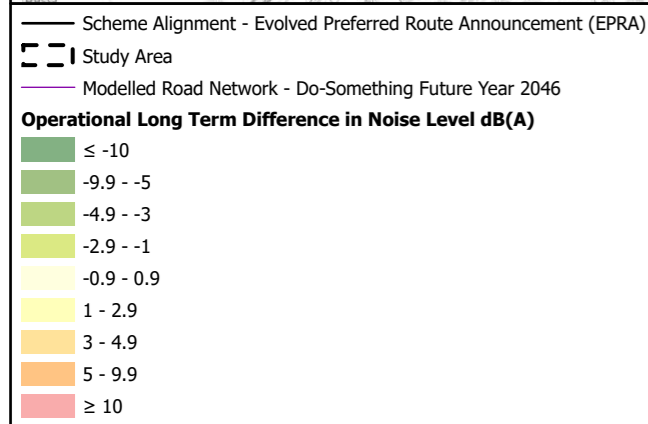 Scheme Alignment - Evolved Preferred Route Announcement (EPRA)
Study Area
Modelled Road Network - Do-Something Future Year 2046
Operational Long Term Difference in Noise Level dB(A)
≤ -10
-9.9 - -5
-4.9 - -3
-2.9 - -1
-0.9 - 0.9
1 - 2.9
3 - 4.9
5 - 9.9
≥ 10